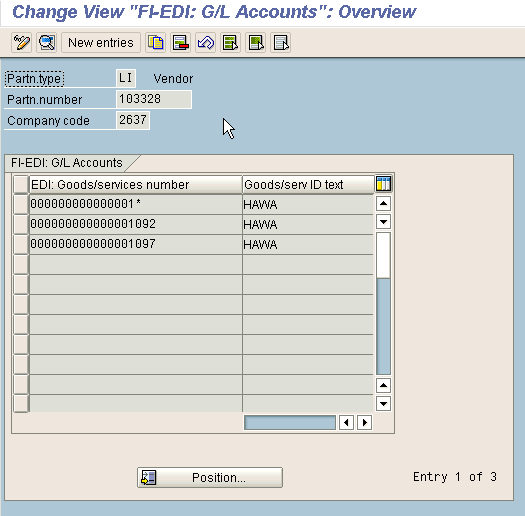 Change View "FI-EDI: G/L Accounts": Overview
New entries
Partn.type LI Vendor
Partn.number 103328
Company code 2637
FI-EDI: G/L Accounts
EDI: Goods/services number Goods/serv ID text
000000000000001* HAWA
000000000000001092 HAWA
000000000000001097 HAWA
Position... Entry 1 of 3